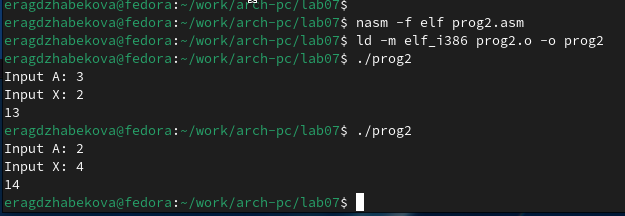 eragdzhabekova@fedora:~/work/arch-pc/lab07$
eragdzhabekova@fedora:~/work/arch-pc/lab07$ nasm -f elf prog2.asm
eragdzhabekova@fedora:~/work/arch-pc/lab07$ ld -m elf_i386 prog2.o -o prog2
eragdzhabekova@fedora:~/work/arch-pc/lab07$ ./prog2
Input A: 3
Input X: 2
13
eragdzhabekova@fedora:~/work/arch-pc/lab07$ ./prog2
Input A: 2
Input X: 4
14
eragdzhabekova@fedora:~/work/arch-pc/lab07$